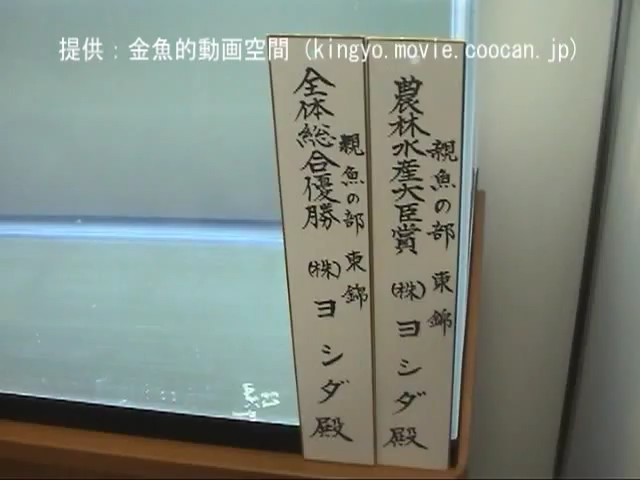 提供：金魚的動画空間（kingyo.movie.coocan.jp）
農林水産大臣賞
親魚の部 東錦
㈱ヨシダ殿
全体総合優勝
親魚の部 東錦
㈱ヨシダ殿